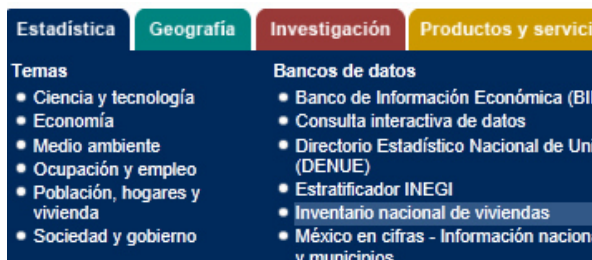 Estadística Geografía Investigación Productos y servici
Temas
• Ciencia y tecnología
• Economía
• Medio ambiente
• Ocupación y empleo
• Población, hogares y
vivienda
• Sociedad y gobierno
Bancos de datos
• Banco de Información Económica (BI
• Consulta interactiva de datos
• Directorio Estadístico Nacional de Uni
(DENUE)
• Estratificador INEGI
• Inventario nacional de viviendas
• México en cifras - Información nacion
y municipios